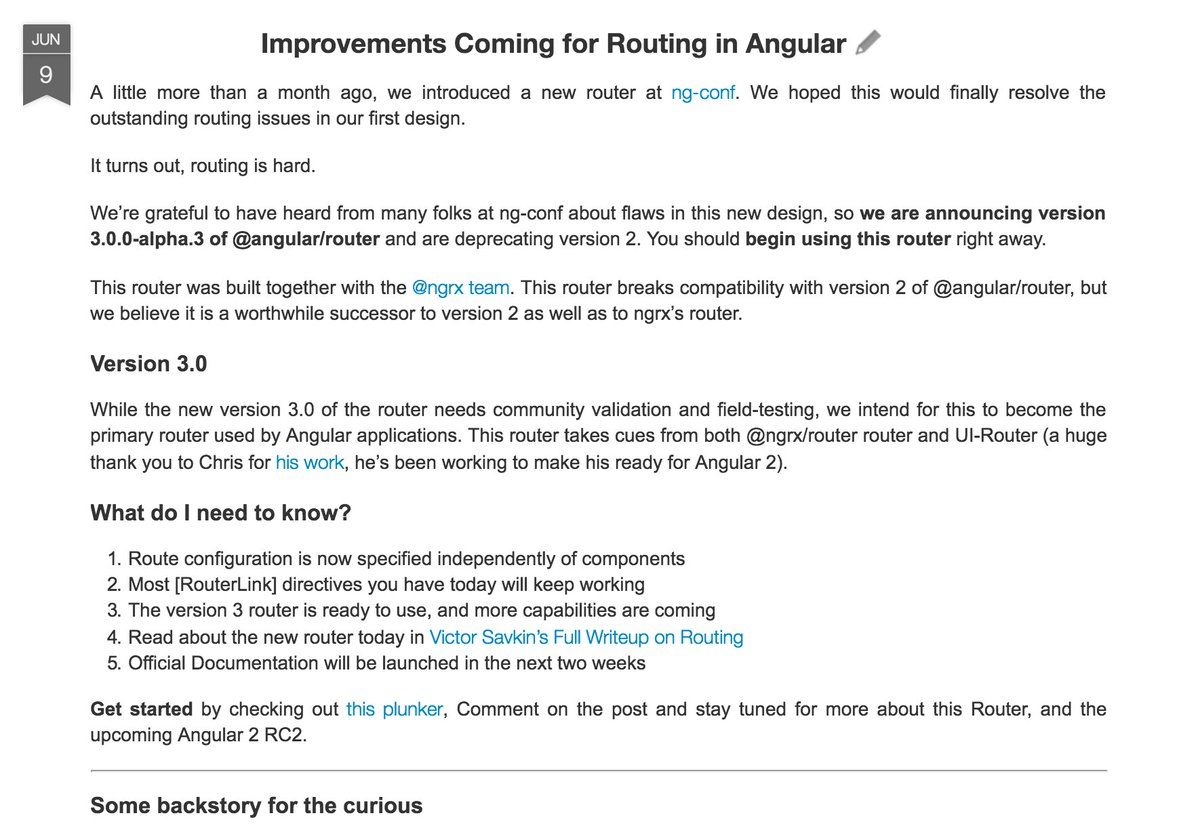 JUN
9
Improvements Coming for Routing in Angular
A little more than a month ago, we introduced a new router at ng-conf. We hoped this would finally resolve the
outstanding routing issues in our first design.
It turns out, routing is hard.
We’re grateful to have heard from many folks at ng-conf about flaws in this new design, so we are announcing version
3.0.0-alpha.3 of @angular/router and are deprecating version 2. You should begin using this router right away.
This router was built together with the @ngrx team. This router breaks compatibility with version 2 of @angular/router, but
we believe it is a worthwhile successor to version 2 as well as to ngrx’s router.
Version 3.0
While the new version 3.0 of the router needs community validation and field-testing, we intend for this to become the
primary router used by Angular applications. This router takes cues from both @ngrx/router router and UI-Router (a huge
thank you to Chris for his work, he’s been working to make his ready for Angular 2).
What do I need to know?
1. Route configuration is now specified independently of components
2. Most [RouterLink] directives you have today will keep working
3. The version 3 router is ready to use, and more capabilities are coming
4. Read about the new router today in Victor Savkin’s Full Writeup on Routing
5. Official Documentation will be launched in the next two weeks
Get started by checking out this plunker, Comment on the post and stay tuned for more about this Router, and the
upcoming Angular 2 RC2.
Some backstory for the curious